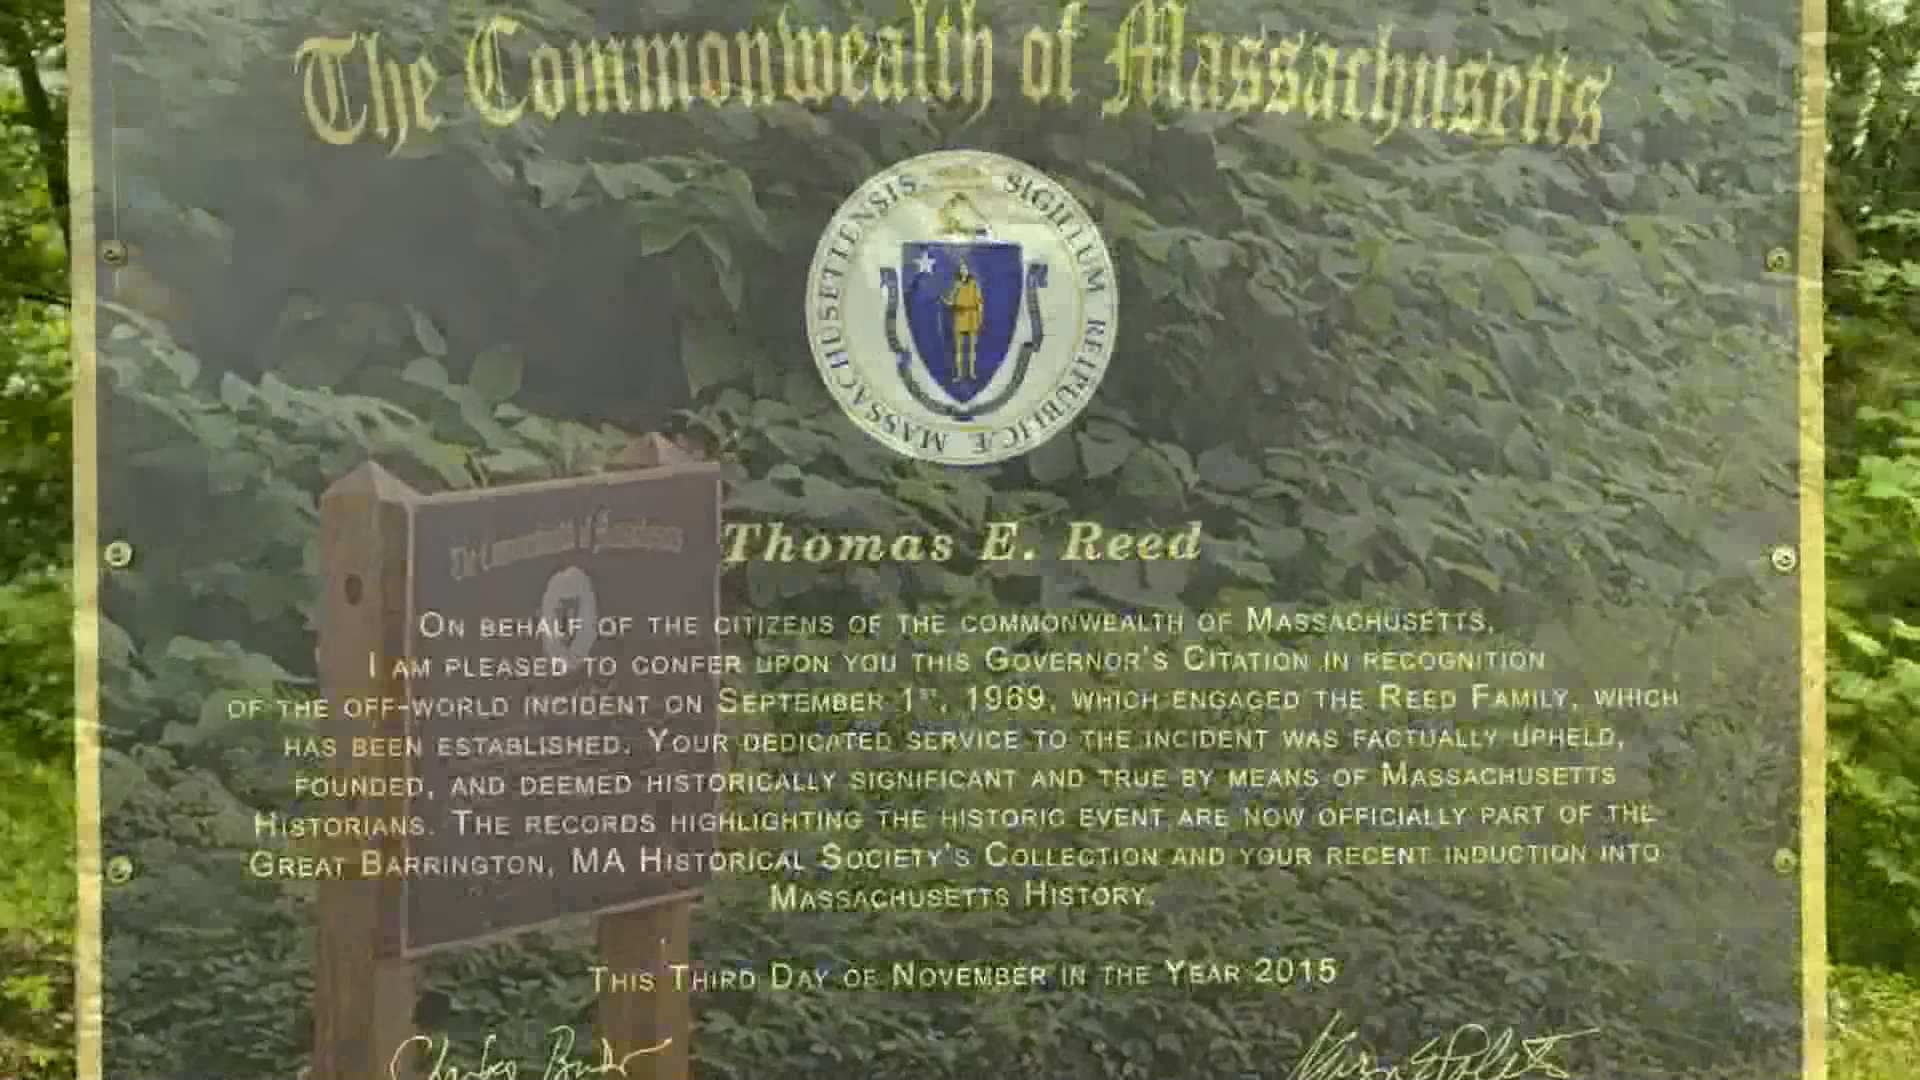 The Commonwealth of Massachusetts
MASSACHUSETTENSIS SIGILLUM REIPUBLICÆ
Thomas E. Reed
The Commonwealth of Massachusetts
ON BEHALF OF THE CITIZENS OF THE COMMONWEALTH OF MASSACHUSETTS,
I AM PLEASED TO CONFER UPON YOU THIS GOVERNOR'S CITATION IN RECOGNITION
OF THE OFF-WORLD INCIDENT ON SEPTEMBER 1ST, 1969, WHICH ENGAGED THE REED FAMILY, WHICH
HAS BEEN ESTABLISHED. YOUR DEDICATED SERVICE TO THE INCIDENT WAS FACTUALLY UPHELD,
FOUNDED, AND DEEMED HISTORICALLY SIGNIFICANT AND TRUE BY MEANS OF MASSACHUSETTS
HISTORIANS. THE RECORDS HIGHLIGHTING THE HISTORIC EVENT ARE NOW OFFICIALLY PART OF THE
GREAT BARRINGTON, MA HISTORICAL SOCIETY'S COLLECTION AND YOUR RECENT INDUCTION INTO
MASSACHUSETTS HISTORY.
THIS THIRD DAY OF NOVEMBER IN THE YEAR 2015